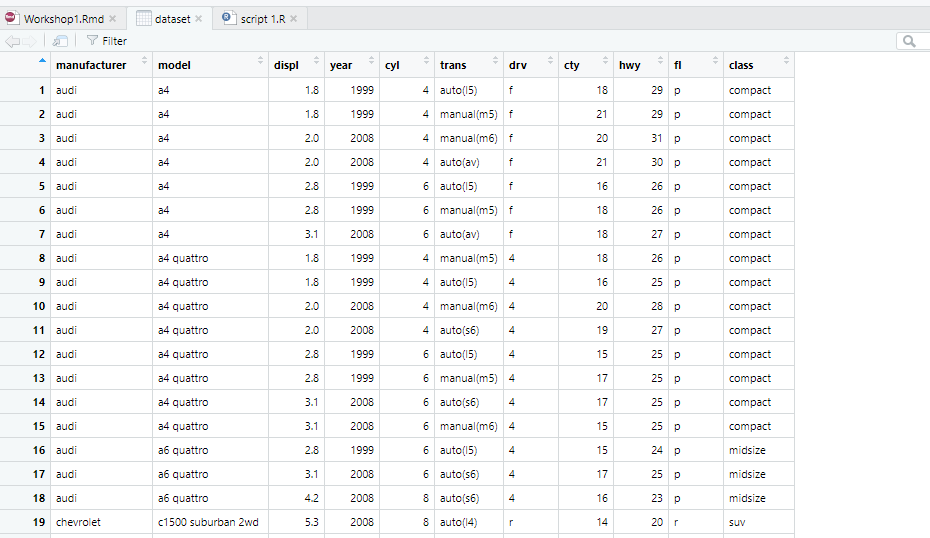 Workshop1.Rmd dataset script 1.R
Filter
manufacturer model displ year cyl trans drv cty hwy fl class
1 audi a4 1.8 1999 4 auto(l5) f 18 29 p compact
2 audi a4 1.8 1999 4 manual(m5) f 21 29 p compact
3 audi a4 2.0 2008 4 manual(m6) f 20 31 p compact
4 audi a4 2.0 2008 4 auto(av) f 21 30 p compact
5 audi a4 2.8 1999 6 auto(l5) f 16 26 p compact
6 audi a4 2.8 1999 6 manual(m5) f 18 26 p compact
7 audi a4 3.1 2008 6 auto(av) f 18 27 p compact
8 audi a4 quattro 1.8 1999 4 manual(m5) 4 18 26 p compact
9 audi a4 quattro 1.8 1999 4 auto(l5) 4 16 25 p compact
10 audi a4 quattro 2.0 2008 4 manual(m6) 4 20 28 p compact
11 audi a4 quattro 2.0 2008 4 auto(s6) 4 19 27 p compact
12 audi a4 quattro 2.8 1999 6 auto(l5) 4 15 25 p compact
13 audi a4 quattro 2.8 1999 6 manual(m5) 4 17 25 p compact
14 audi a4 quattro 3.1 2008 6 auto(s6) 4 17 25 p compact
15 audi a4 quattro 3.1 2008 6 manual(m6) 4 15 25 p compact
16 audi a6 quattro 2.8 1999 6 auto(l5) 4 15 24 p midsize
17 audi a6 quattro 3.1 2008 6 auto(s6) 4 17 25 p midsize
18 audi a6 quattro 4.2 2008 8 auto(s6) 4 16 23 p midsize
19 chevrolet c1500 suburban 2wd 5.3 2008 8 auto(l4) r 14 20 r suv